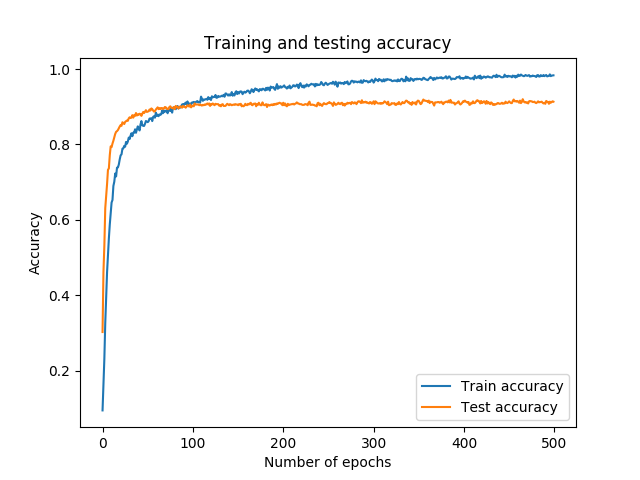 Training and testing accuracy
1.0
0.8
0.6
0.4
0.2
Accuracy
0
100
200
300
400
500
Number of epochs
Train accuracy
Test accuracy